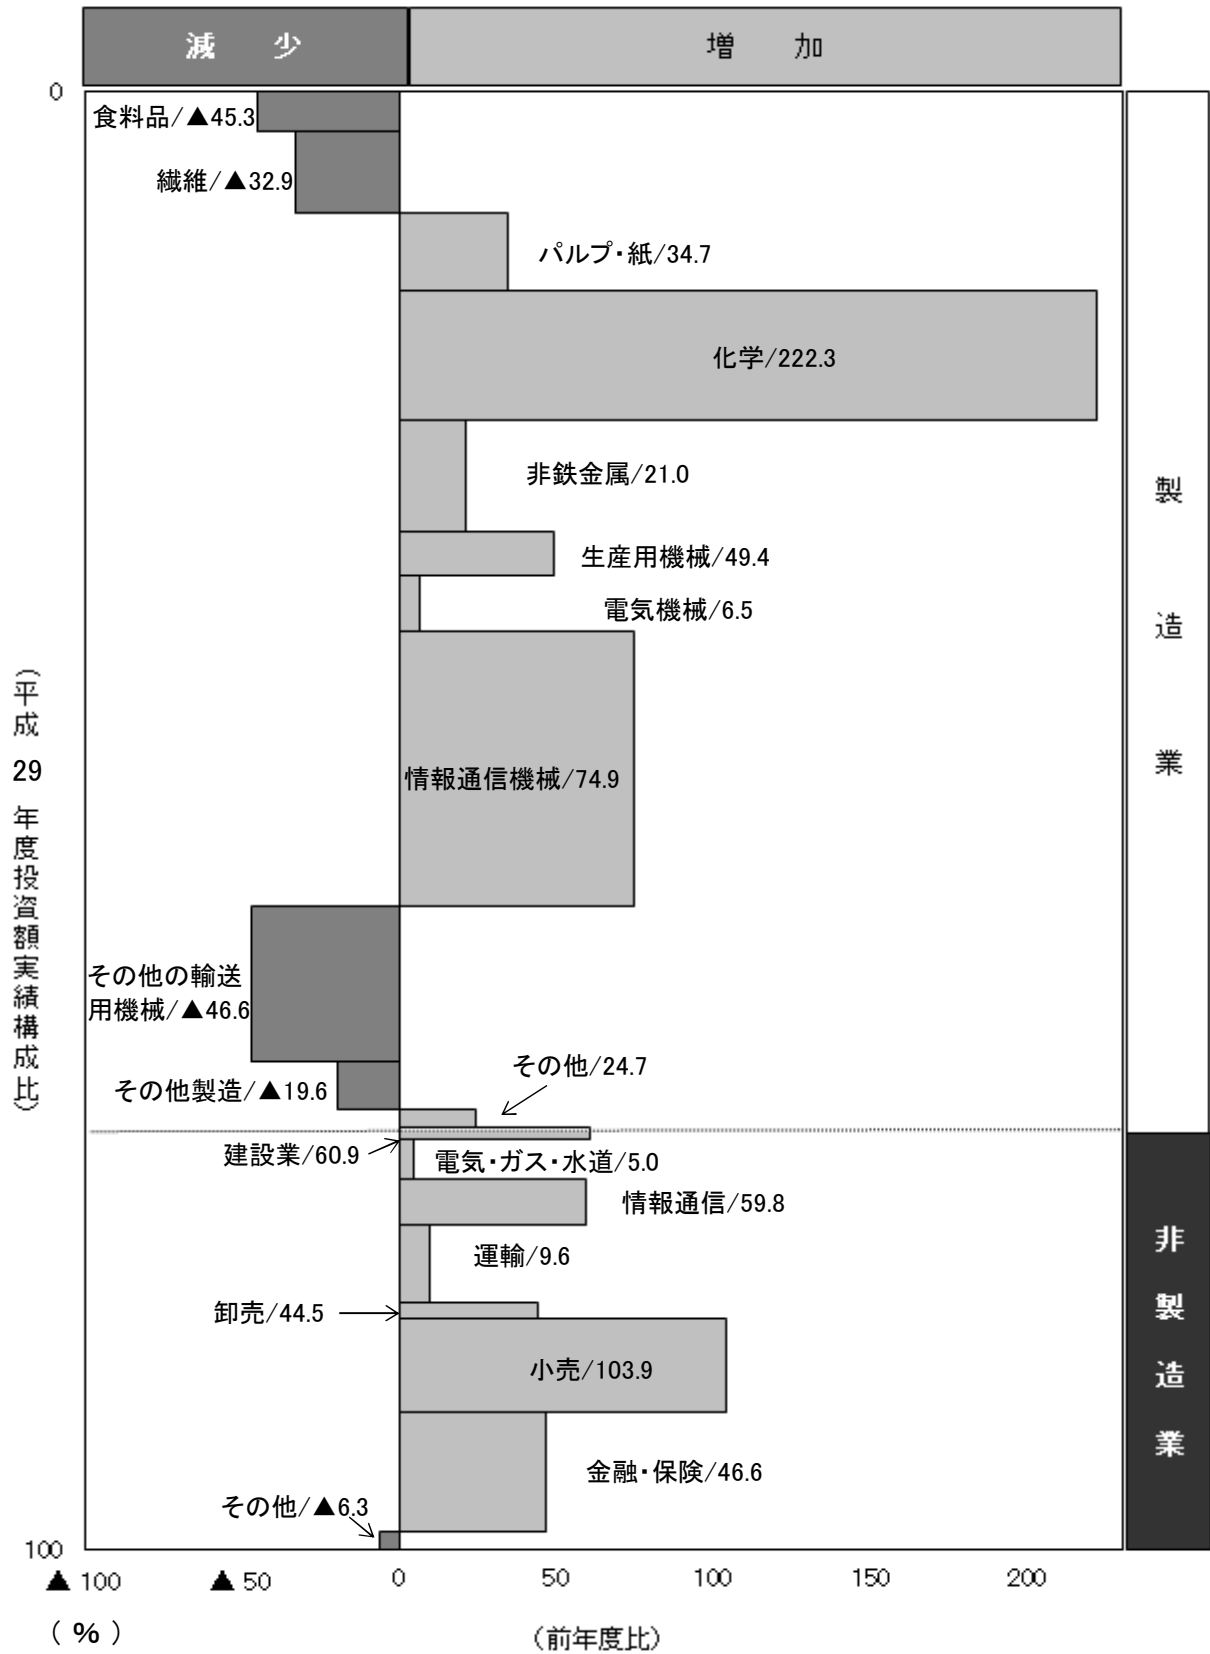 減 少
増 加
0
食料品/▲45.3
繊維/▲32.9
パルプ・紙/34.7
化学/222.3
非鉄金属/21.0
生産用機械/49.4
電気機械/6.5
情報通信機械/74.9
その他の輸送
用機械/▲46.6
その他製造/▲19.6
その他/24.7
建設業/60.9
電気・ガス・水道/5.0
情報通信/59.8
運輸/9.6
卸売/44.5
小売/103.9
金融・保険/46.6
その他/▲6.3
製造業
非製造業
(平成29年度投資額実績構成比)
100
▲ 100
▲ 50
0
50
100
150
200
(%)
(前年度比)